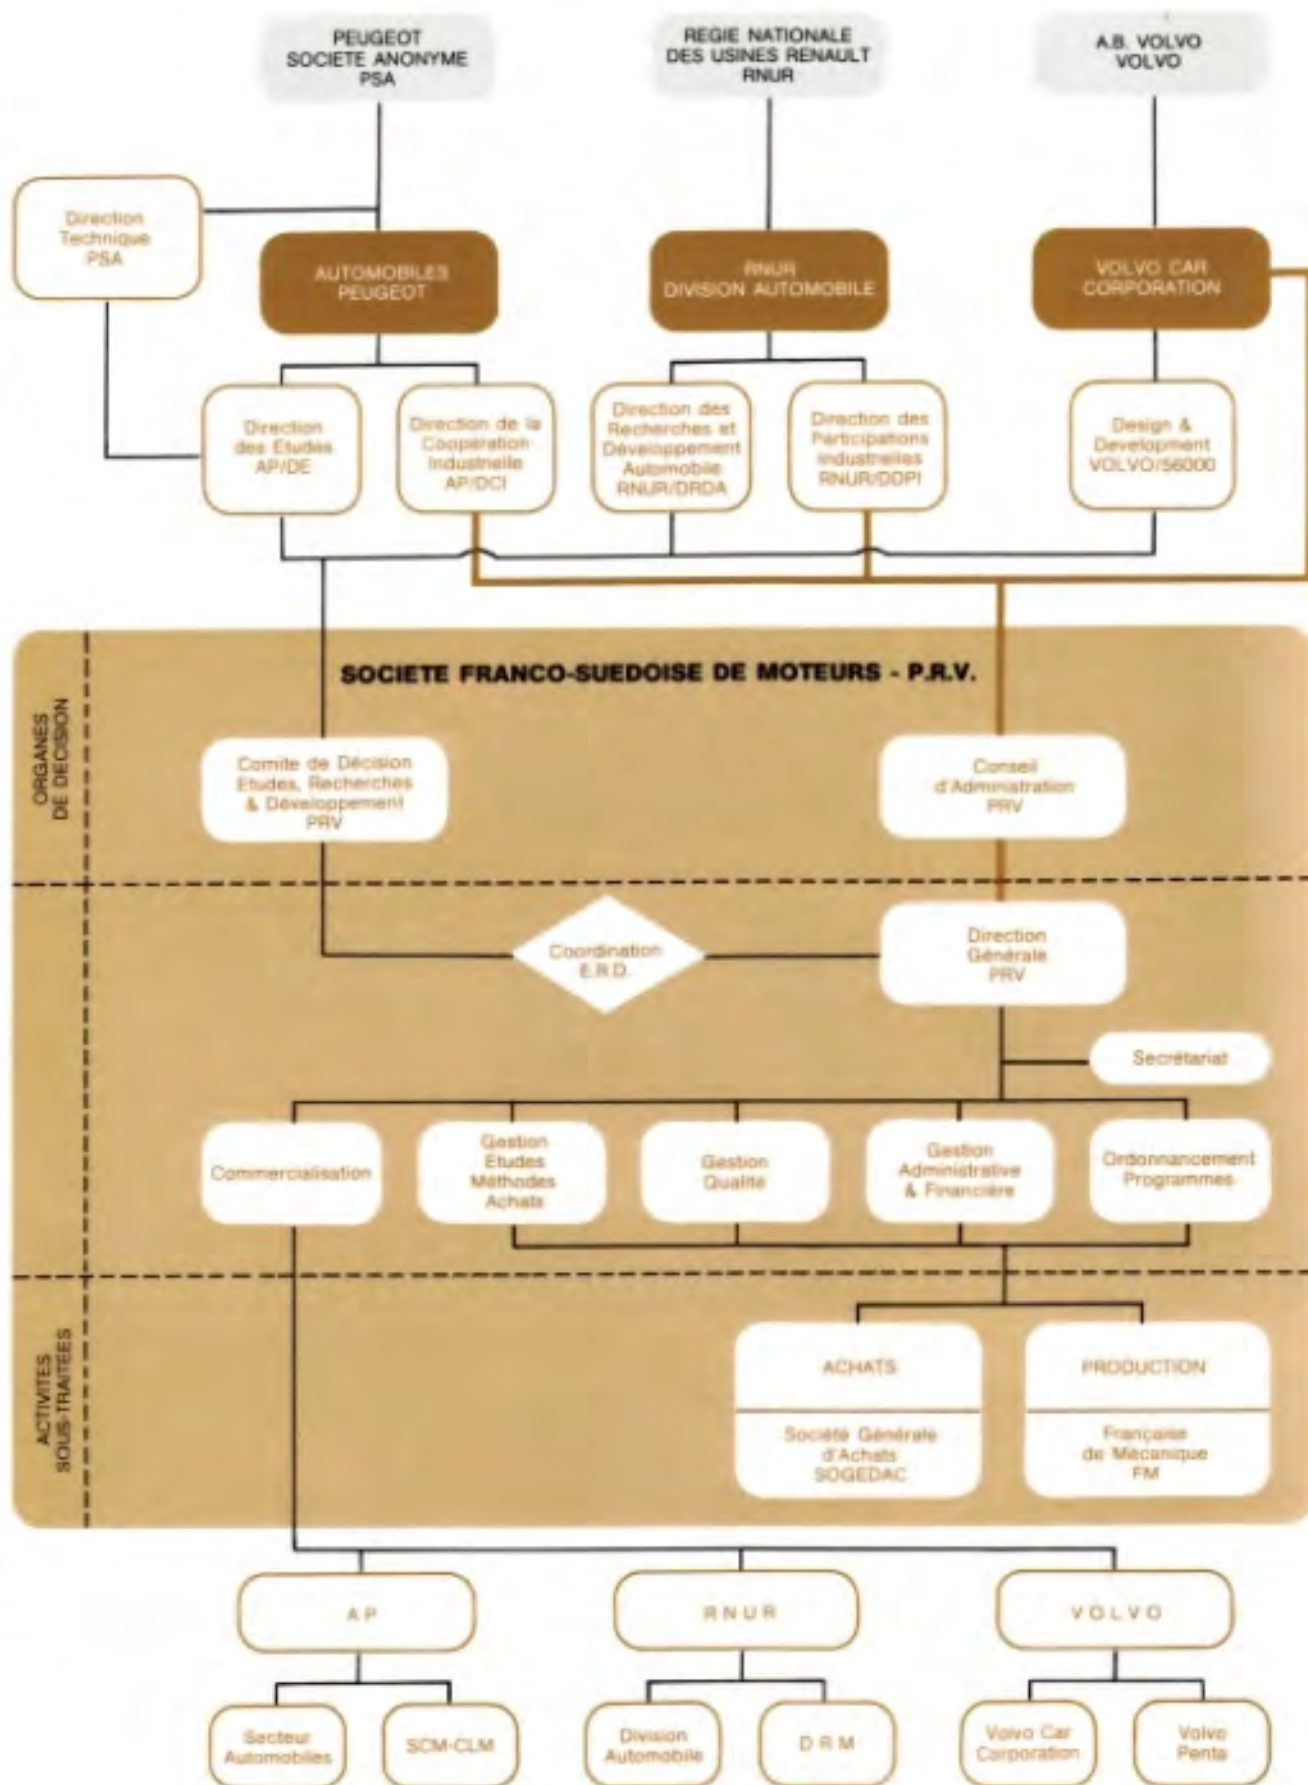 PEUGEOT
SOCIETE ANONYME
PSA
REGIE NATIONALE
DES USINES RENAULT
RNUR
A.B. VOLVO
VOLVO
Direction
Technique
PSA
AUTOMOBILES
PEUGEOT
RNUR
DIVISION AUTOMOBILE
VOLVO CAR
CORPORATION
Direction
des Etudes
AP/DE
Direction de la
Coopération
Industrielle
AP/DCI
Direction des
Recherches et
Développement
Automobile
RNUR/DRDA
Direction des
Participations
Industrielles
RNUR/DDPI
Design &
Development
VOLVO/56000
SOCIETE FRANCO-SUEDOISE DE MOTEURS - P.R.V.
ORGANES
DE DECISION
Comite de Décision
Etudes, Recherches
& Développement
PRV
Conseil
d'Administration
PRV
Coordination
E.R.D.
Direction
Générale
PRV
Secrétariat
Commercialisation
Gestion
Etudes
Méthodes
Achats
Gestion
Qualité
Gestion
Administrative
& Financière
Ordonnancement
Programmes
ACTIVITES
SOUS-TRAITEES
ACHATS
Société Générale
d'Achats
SOGEDAC
PRODUCTION
Française
de Mécanique
FM
AP
RNUR
VOLVO
Secteur
Automobiles
SCM-CLM
Division
Automobile
DRM
Volvo Car
Corporation
Volvo
Penta